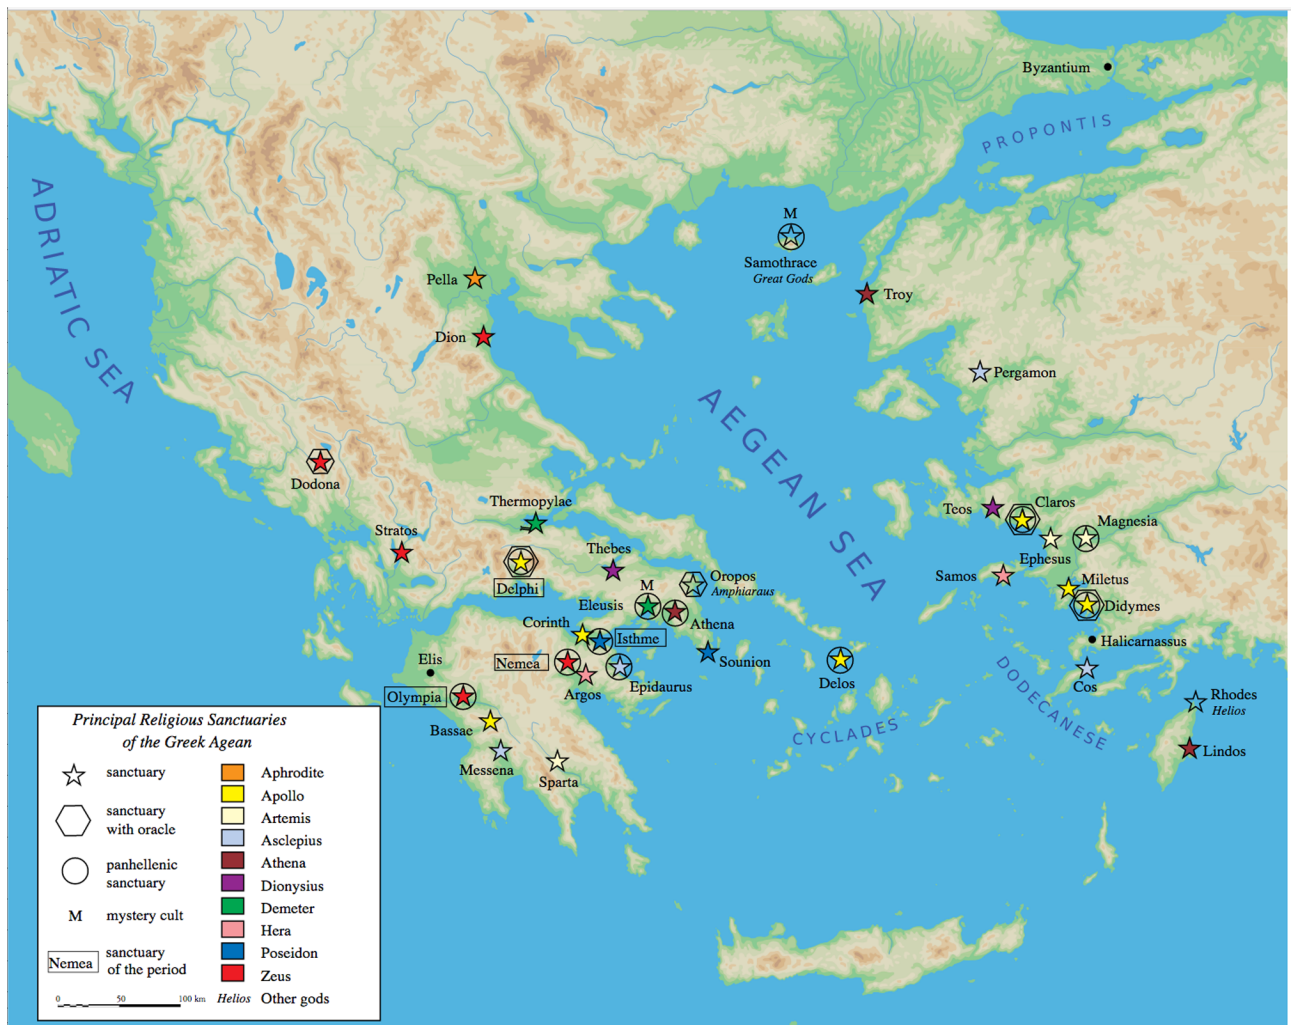 Byzantium
PROPONTIS
ADRIATIC SEA
M
Samothrace
Great Gods
Pella
Troy
Dion
Pergamon
AEGEAN SEA
Dodona
Thermopylae
Teos
Claros
Magnesia
Stratos
Thebes
Ephesus
Delphi
M
Oropos
Amphiaraus
Samos
Miletus
Eleusis
Didymes
Corinth
Athena
Isthme
Halicarnassus
Elis
Nemea
Sounion
Argos
Epidaurus
Delos
Cos
DODECANESE
Olympia
Rhodes
Helios
Bassae
CYCLADES
Lindos
Messena
Sparta
Principal Religious Sanctuaries
of the Greek Agean
sanctuary
sanctuary
with oracle
panhellenic
sanctuary
M mystery cult
Nemea sanctuary
of the period
0 50 100 km
Aphrodite
Apollo
Artemis
Asclepius
Athena
Dionysius
Demeter
Hera
Poseidon
Zeus
Helios Other gods